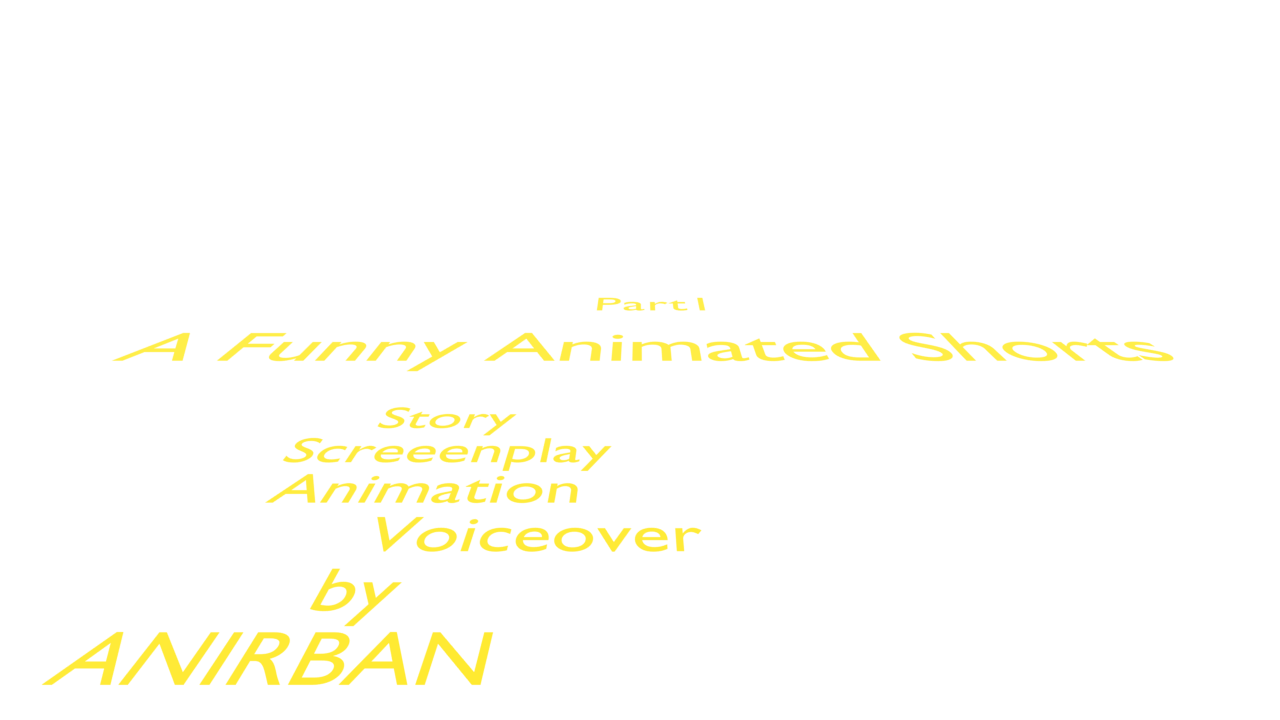 Part I
A Funny Animated Shorts
Story
Screeenplay
Animation
Voiceover
by
ANIRBAN